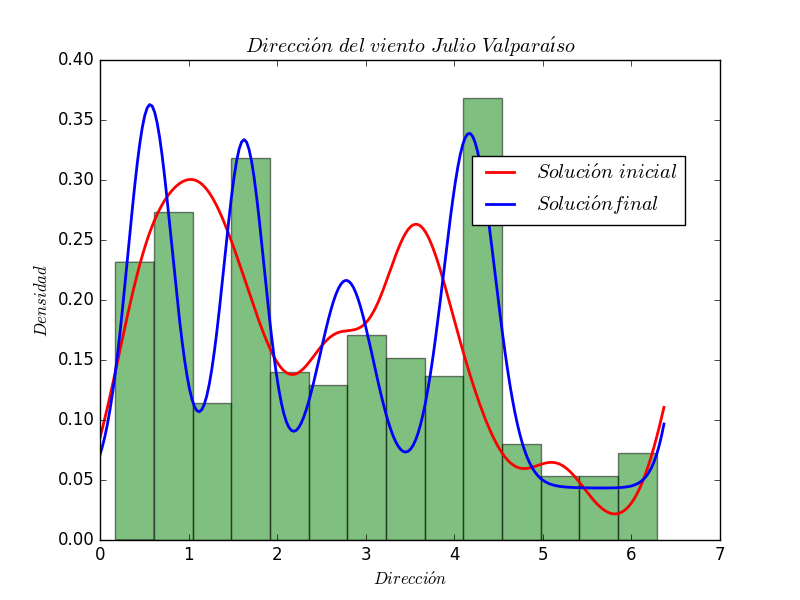 Dirección del viento Julio Valparaíso
0.40
0.35
0.30
0.25
0.20
0.15
0.10
0.05
0.00
Densidad
Solución inicial
Soluciónfinal
0 1 2 3 4 5 6 7
Dirección